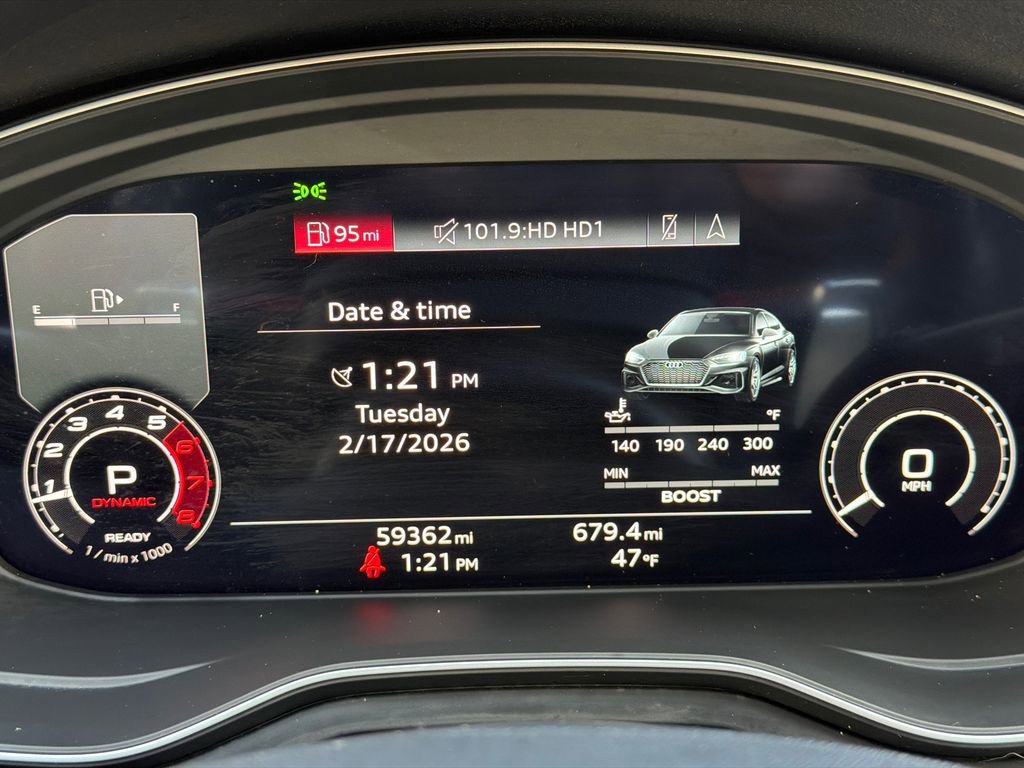 95 mi
101.9:HD HD1
E F
Date & time
1:21 PM
Tuesday
2/17/2026
°F
140 190 240 300
MIN MAX
BOOST
1 2 3 4 5 6 7 8
P
DYNAMIC
READY
1 / min x 1000
0
MPH
59362 mi
679.4 mi
1:21 PM
47 °F